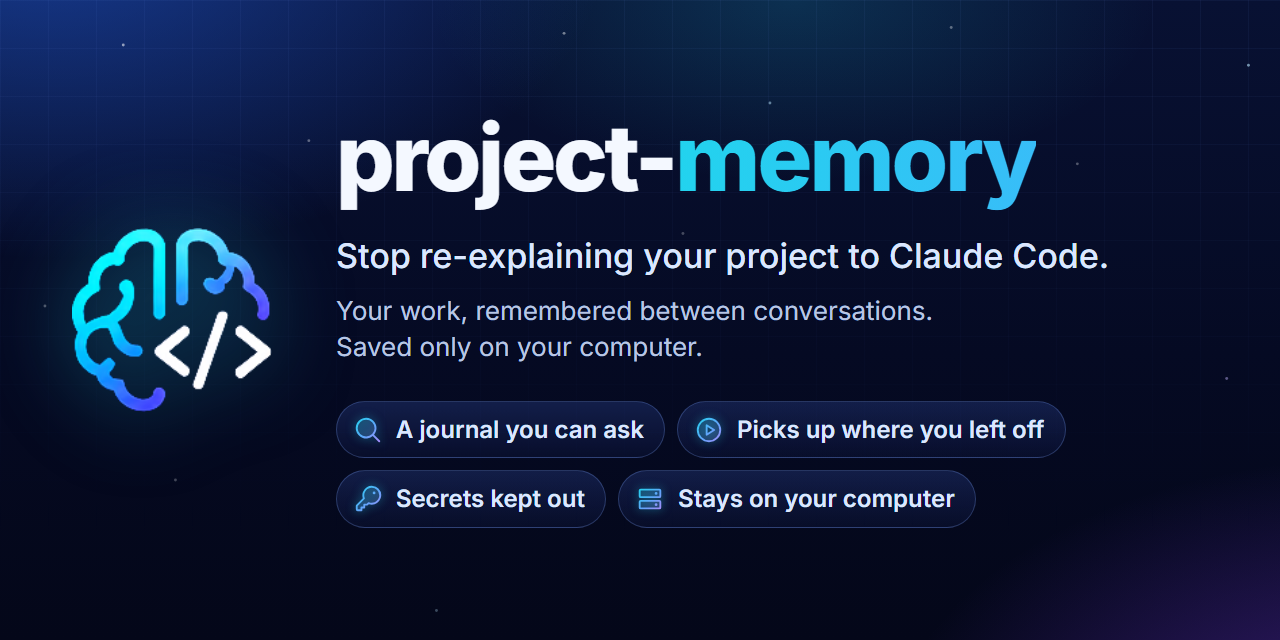 project-memory
Stop re-explaining your project to Claude Code.
Your work, remembered between conversations.
Saved only on your computer.
</>
A journal you can ask
Picks up where you left off
Secrets kept out
Stays on your computer